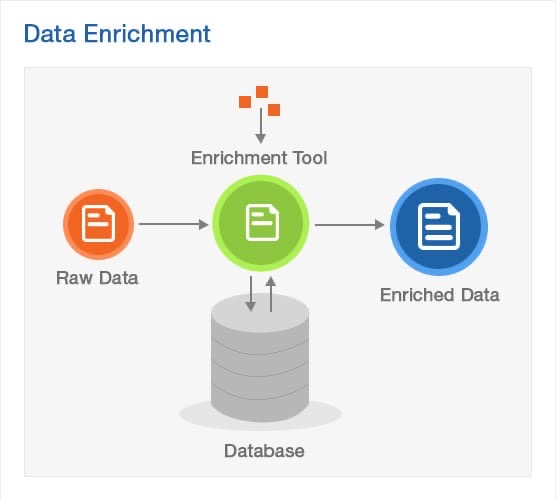 Data Enrichment
Enrichment Tool
Raw Data
Enriched Data
Database